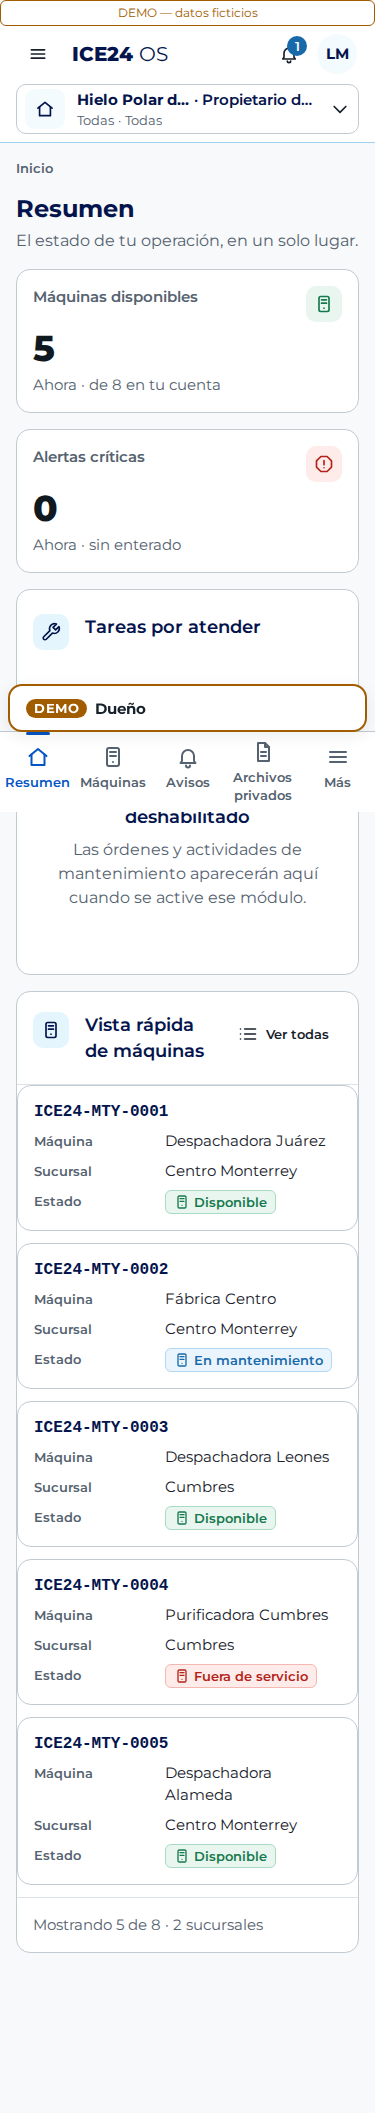 DEMO — datos ficticios
ICE24 OS
1
LM
Hielo Polar d... · Propietario d...
Todas · Todas
Inicio
Resumen
El estado de tu operación, en un solo lugar.
Máquinas disponibles
5
Ahora · de 8 en tu cuenta
Alertas críticas
0
Ahora · sin enterado
Tareas por atender
DEMO Dueño
Resumen
Máquinas
Avisos
Archivos privados
Más
deshabilitado
Las órdenes y actividades de
mantenimiento aparecerán aquí
cuando se active ese módulo.
Vista rápida
de máquinas
Ver todas
ICE24-MTY-0001
Máquina Despachadora Juárez
Sucursal Centro Monterrey
Estado Disponible
ICE24-MTY-0002
Máquina Fábrica Centro
Sucursal Centro Monterrey
Estado En mantenimiento
ICE24-MTY-0003
Máquina Despachadora Leones
Sucursal Cumbres
Estado Disponible
ICE24-MTY-0004
Máquina Purificadora Cumbres
Sucursal Cumbres
Estado Fuera de servicio
ICE24-MTY-0005
Máquina Despachadora
Alameda
Sucursal Centro Monterrey
Estado Disponible
Mostrando 5 de 8 · 2 sucursales